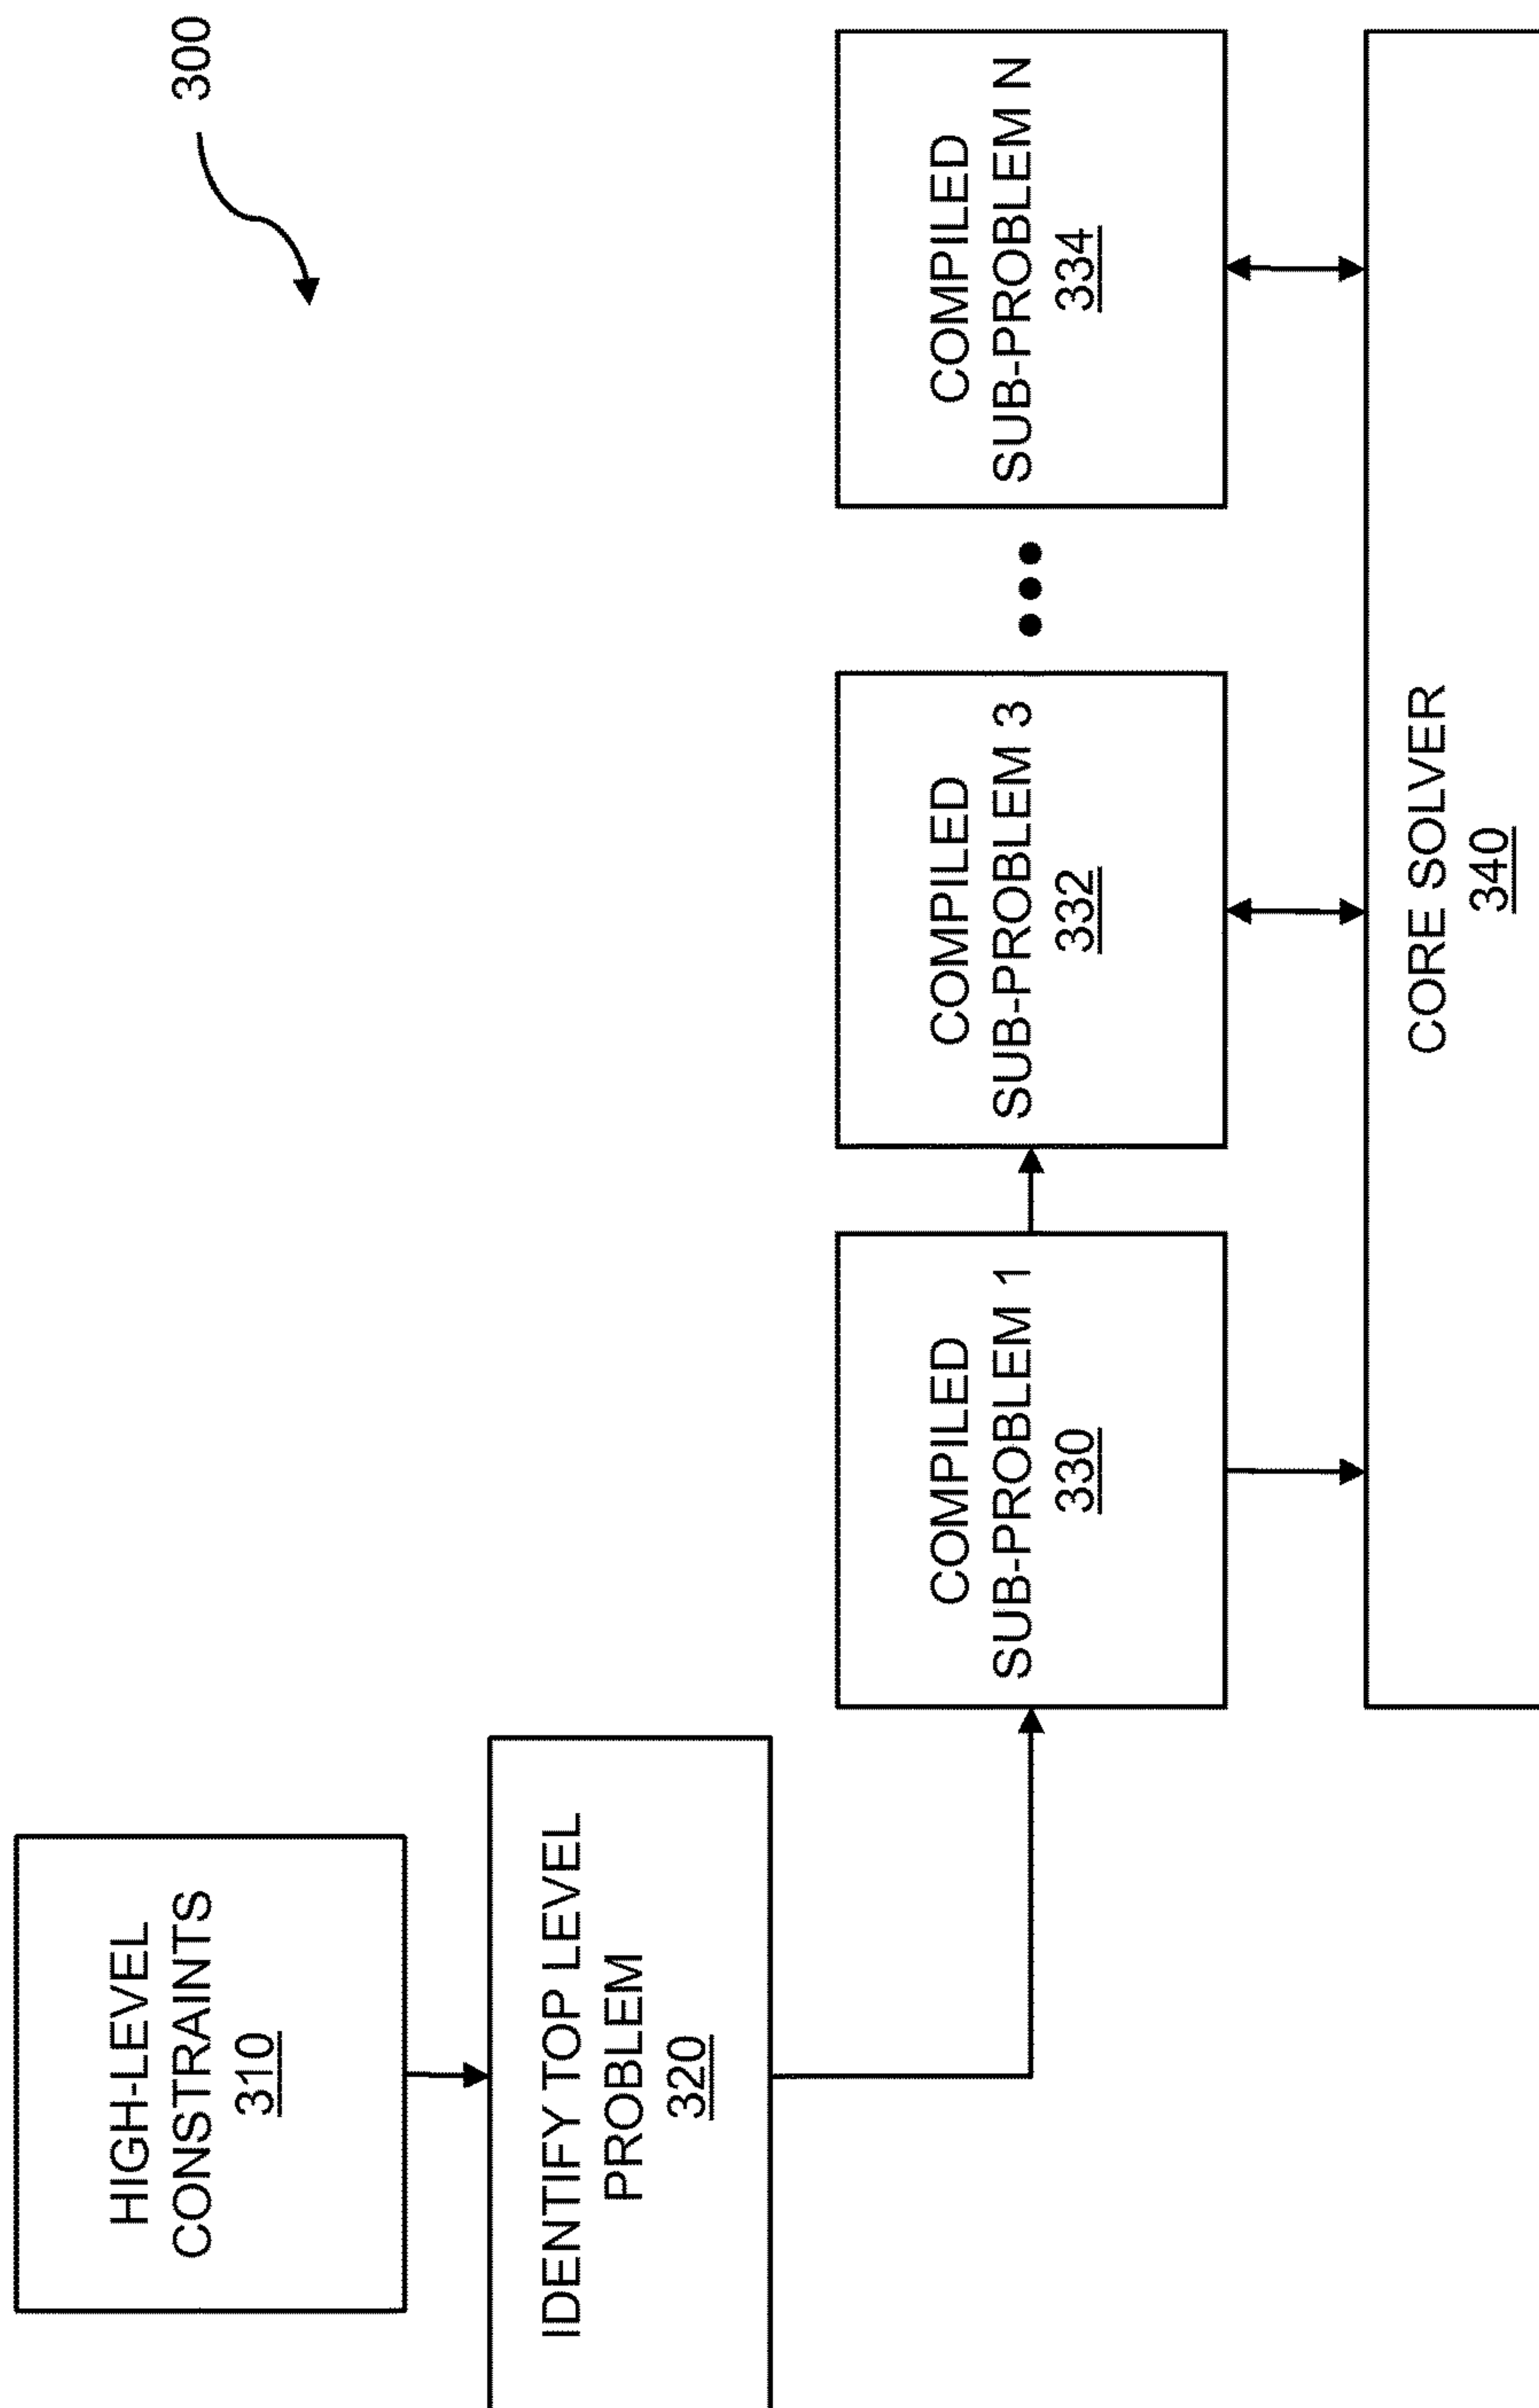 300
HIGH-LEVEL
CONSTRAINTS
310
IDENTIFY TOP LEVEL
PROBLEM
320
COMPILED
SUB-PROBLEM 1
330
COMPILED
SUB-PROBLEM 3
332
COMPILED
SUB-PROBLEM N
334
CORE SOLVER
340